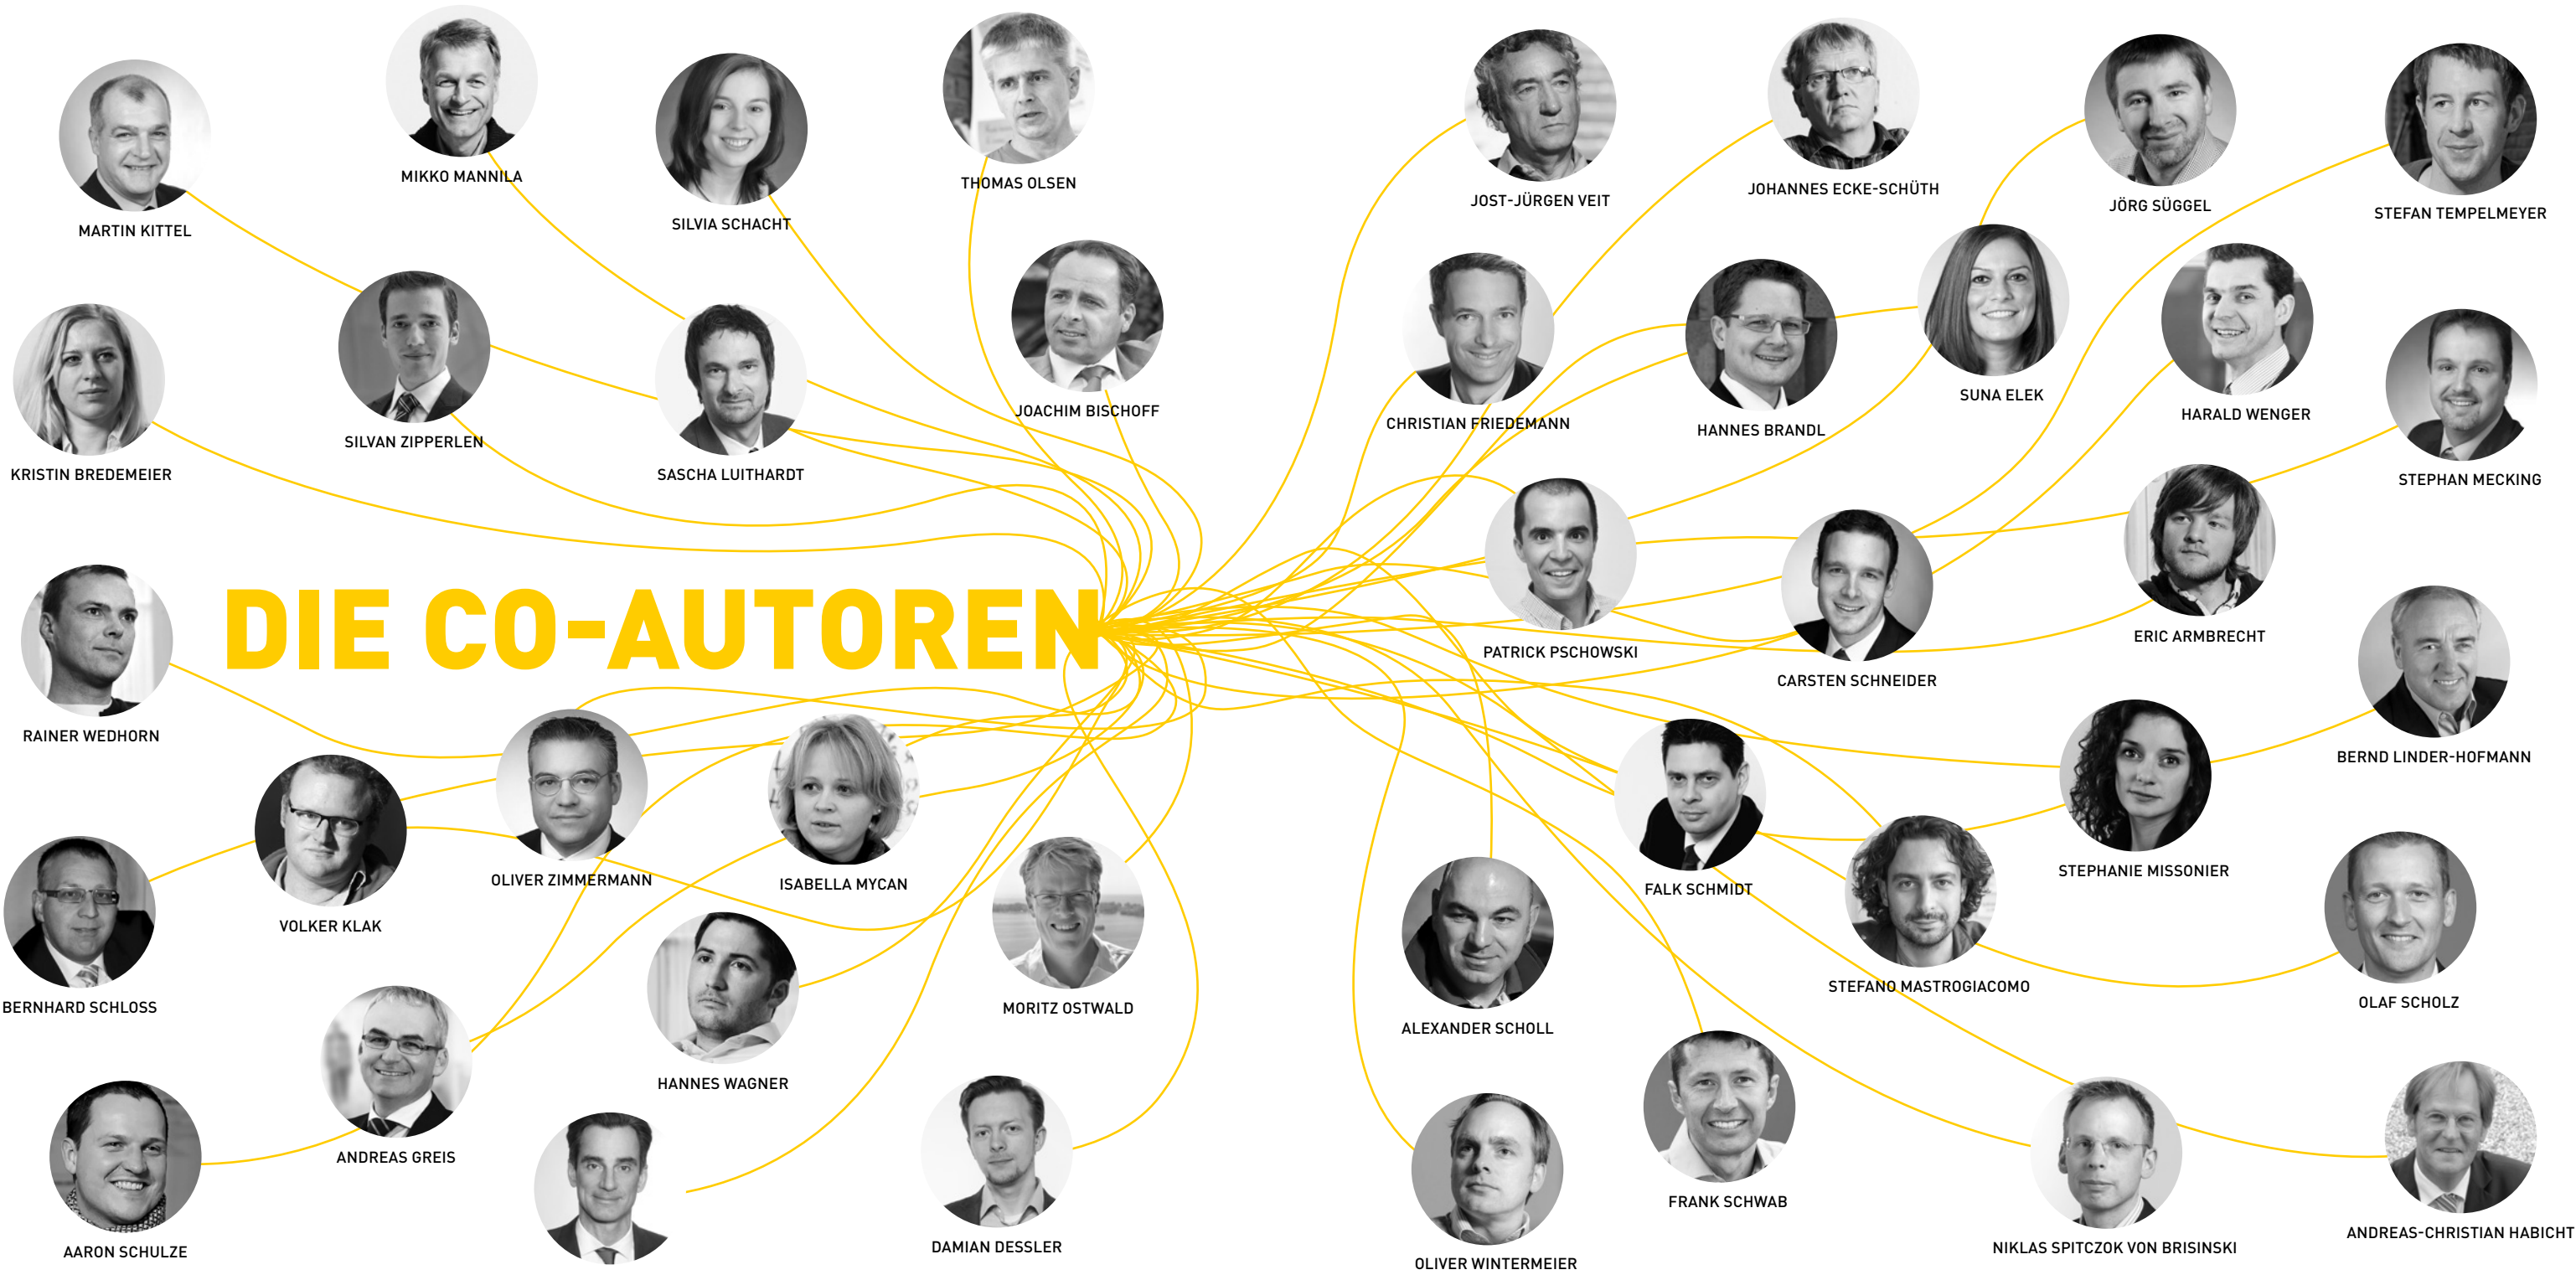 MARTIN KITTEL
MIKKO MANNILA
SILVIA SCHACHT
THOMAS OLSEN
JOST-JÜRGEN VEIT
JOHANNES ECKE-SCHÜTH
JÖRG SÜGGEL
STEFAN TEMPELMEYER
KRISTIN BREDEMEIER
SILVAN ZIPPERLEN
SASCHA LUITHARDT
JOACHIM BISCHOFF
CHRISTIAN FRIEDEMANN
HANNES BRANDL
SUNA ELEK
HARALD WENGER
STEPHAN MECKING
DIE CO-AUTOREN
PATRICK PSCHOWSKI
CARSTEN SCHNEIDER
ERIC ARMBRECHT
RAINER WEDHORN
BERND LINDER-HOFMANN
VOLKER KLAK
OLIVER ZIMMERMANN
ISABELLA MYCAN
FALK SCHMIDT
STEPHANIE MISSONIER
BERNHARD SCHLOSS
HANNES WAGNER
MORITZ OSTWALD
ALEXANDER SCHOLL
STEFANO MASTROGIACOMO
OLAF SCHOLZ
AARON SCHULZE
ANDREAS GREIS
DAMIAN DESSLER
OLIVER WINTERMEIER
FRANK SCHWAB
NIKLAS SPITCZOK VON BRISINSKI
ANDREAS-CHRISTIAN HABICHT